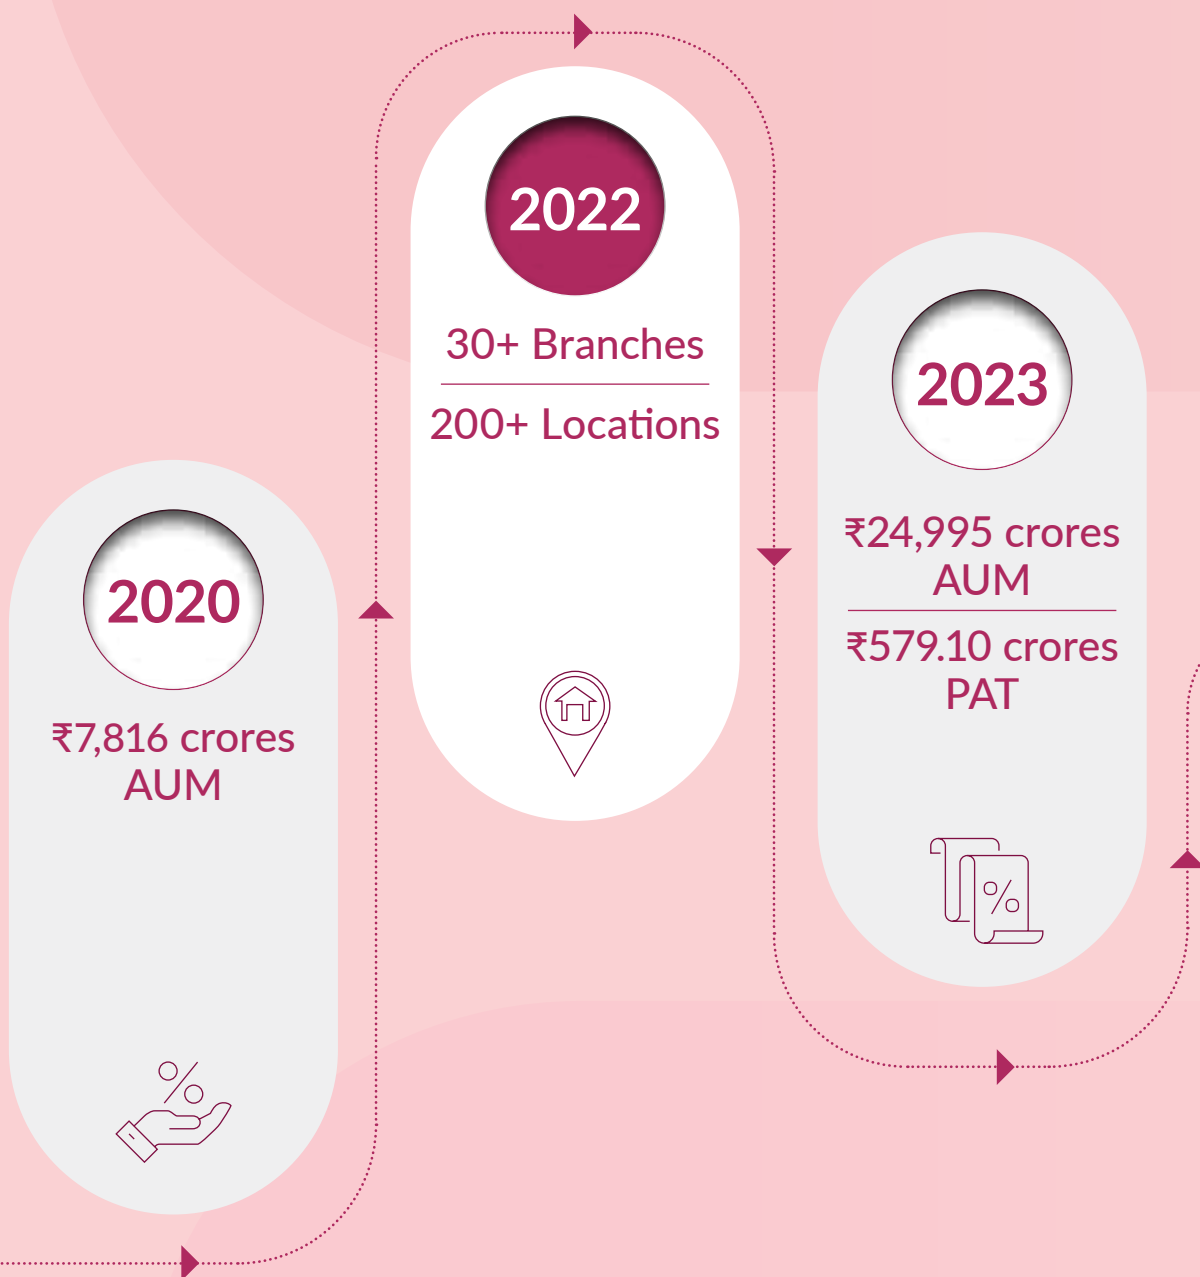 2020
₹7,816 crores
AUM
2022
30+ Branches
200+ Locations
2023
₹24,995 crores
AUM
₹579.10 crores
PAT